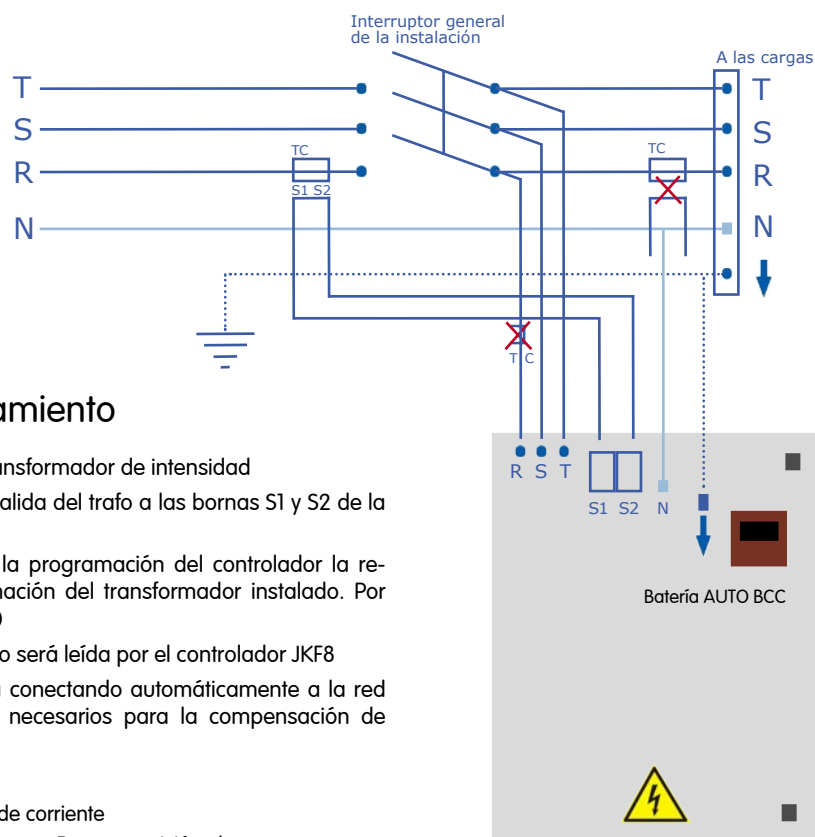 Interruptor general
de la instalación
A las cargas
T
T
S
S
TC
TC
R
R
S1 S2
N
N
T C
amiento
R S T
ansformador de intensidad
S1 S2 N
alida del trafo a las bornas S1 y S2 de la
la programación del controlador la re-
nación del transformador instalado. Por
Batería AUTO BCC
o será leída por el controlador JKF8
conectando automáticamente a la red
necesarios para la compensación de
de corriente